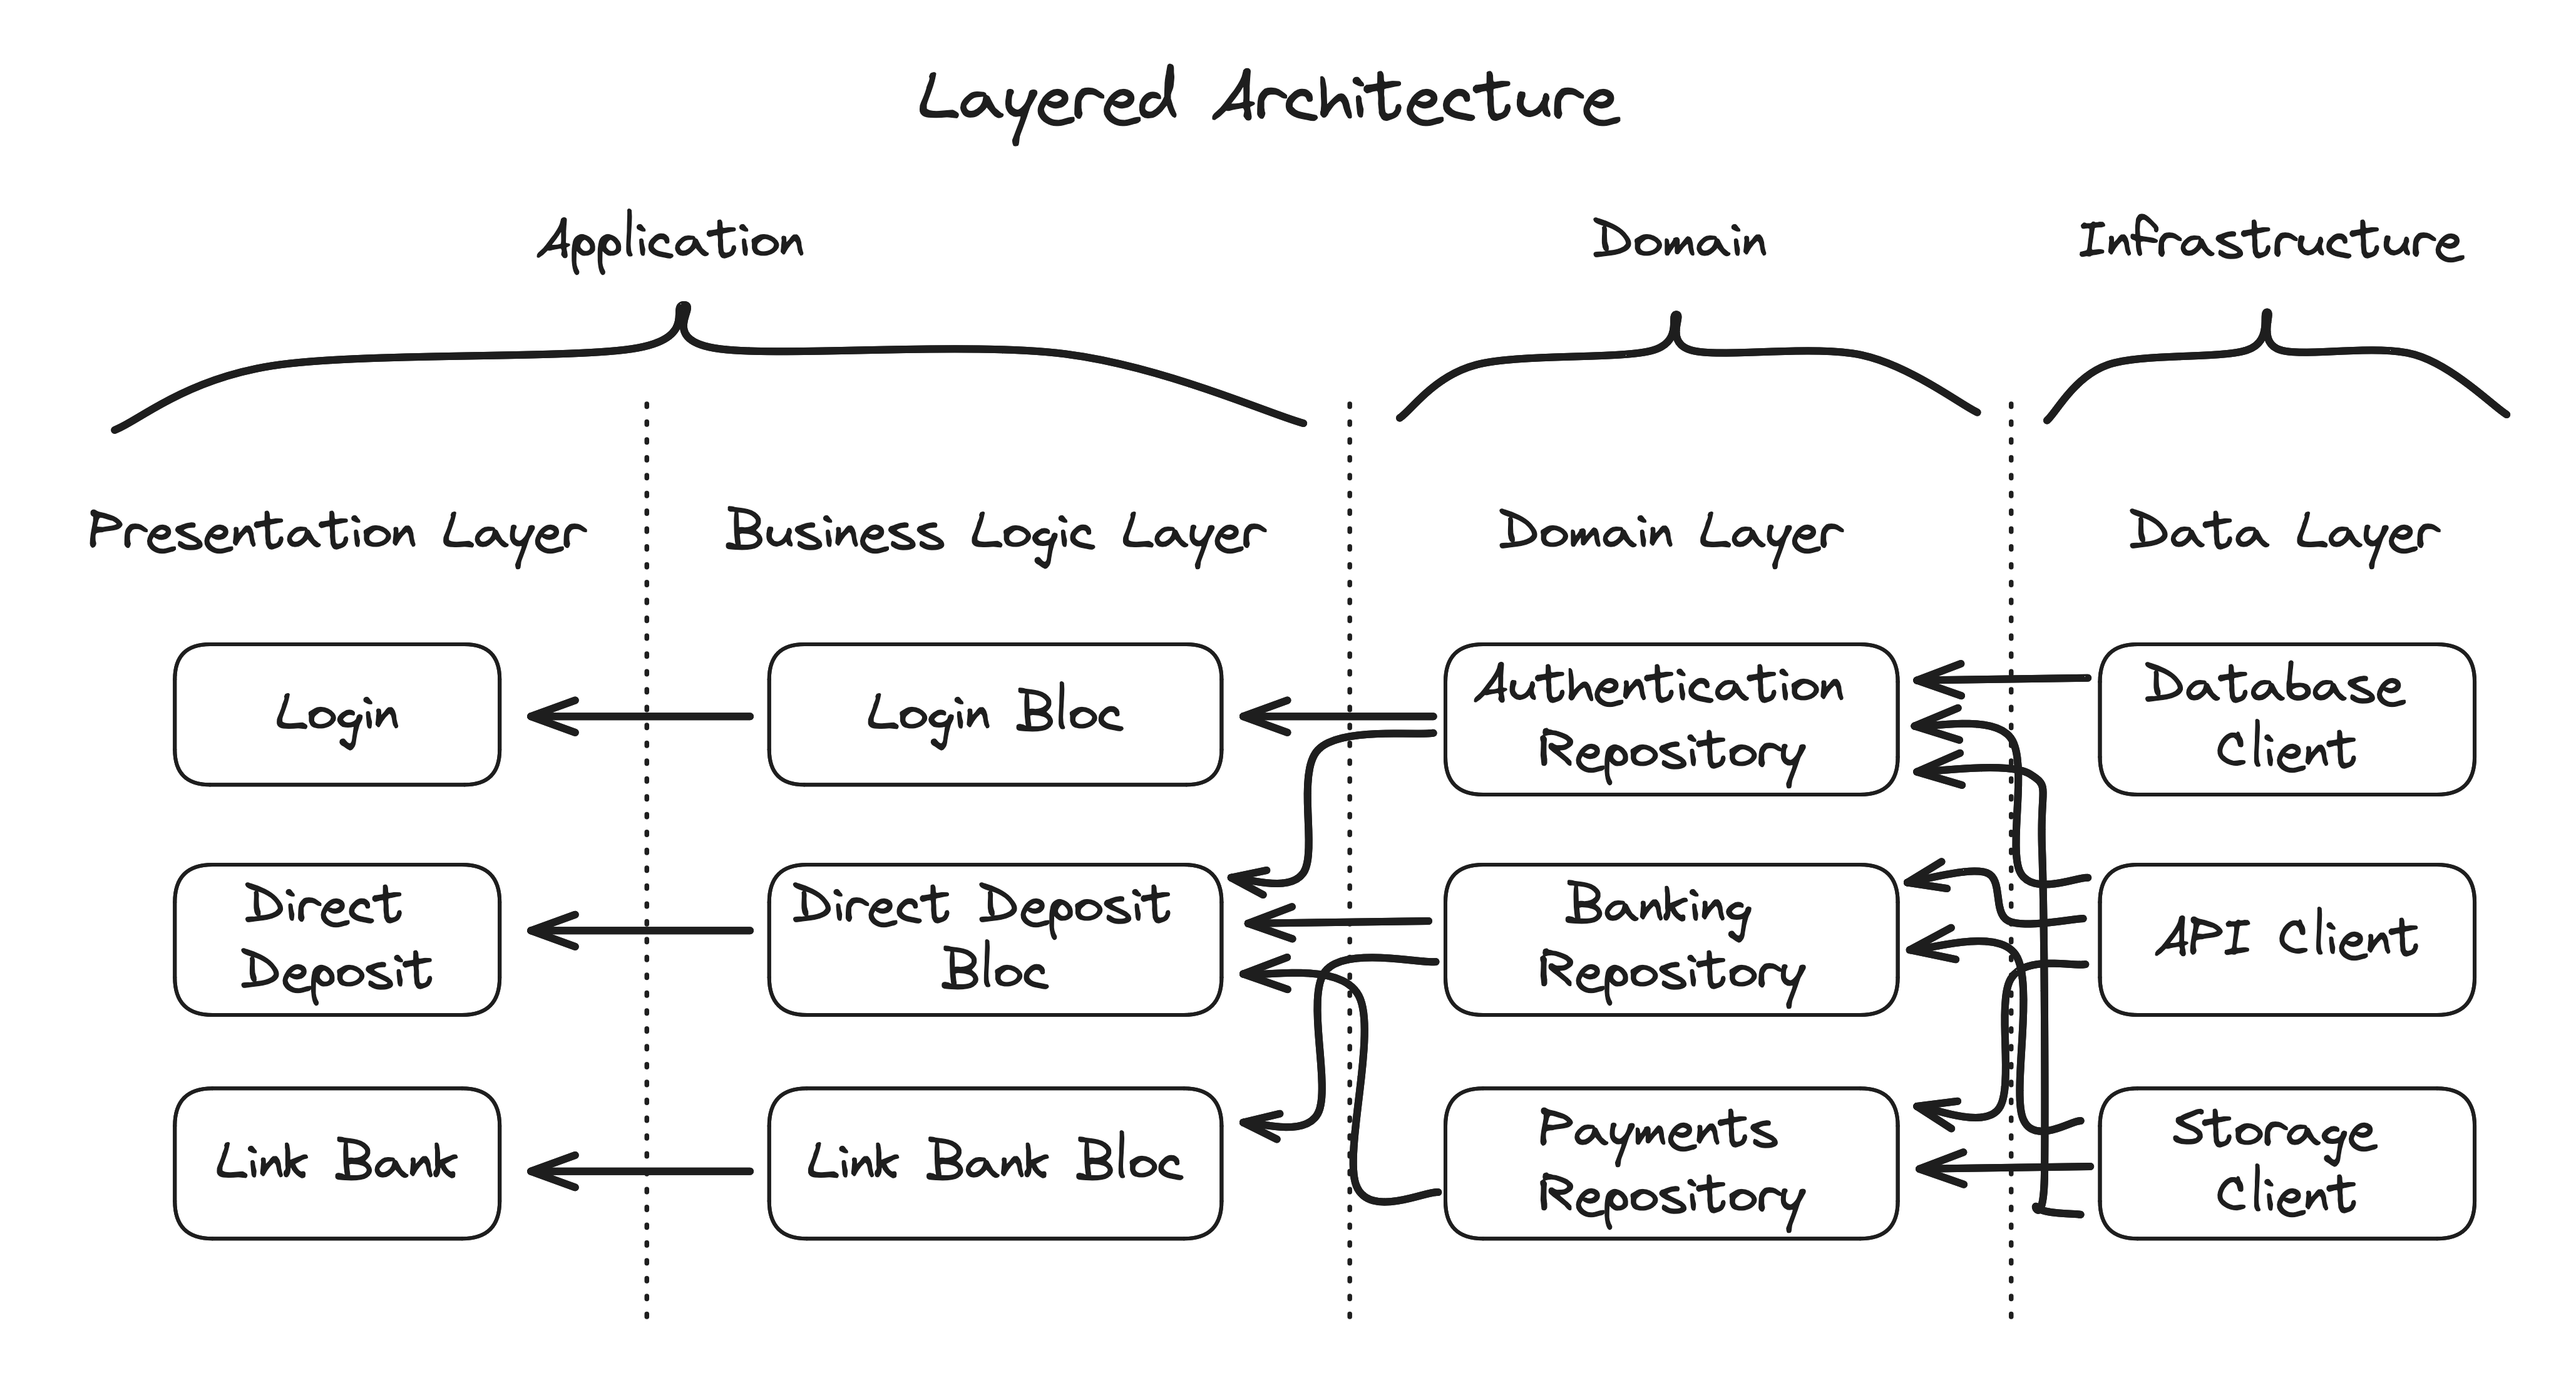 Layered Architecture
Application
Domain
Infrastructure
Presentation Layer
Business Logic Layer
Domain Layer
Data Layer
Login
Login Bloc
Authentication
Repository
Database
Client
Direct
Deposit
Direct Deposit
Bloc
Banking
Repository
API Client
Link Bank
Link Bank Bloc
Payments
Repository
Storage
Client